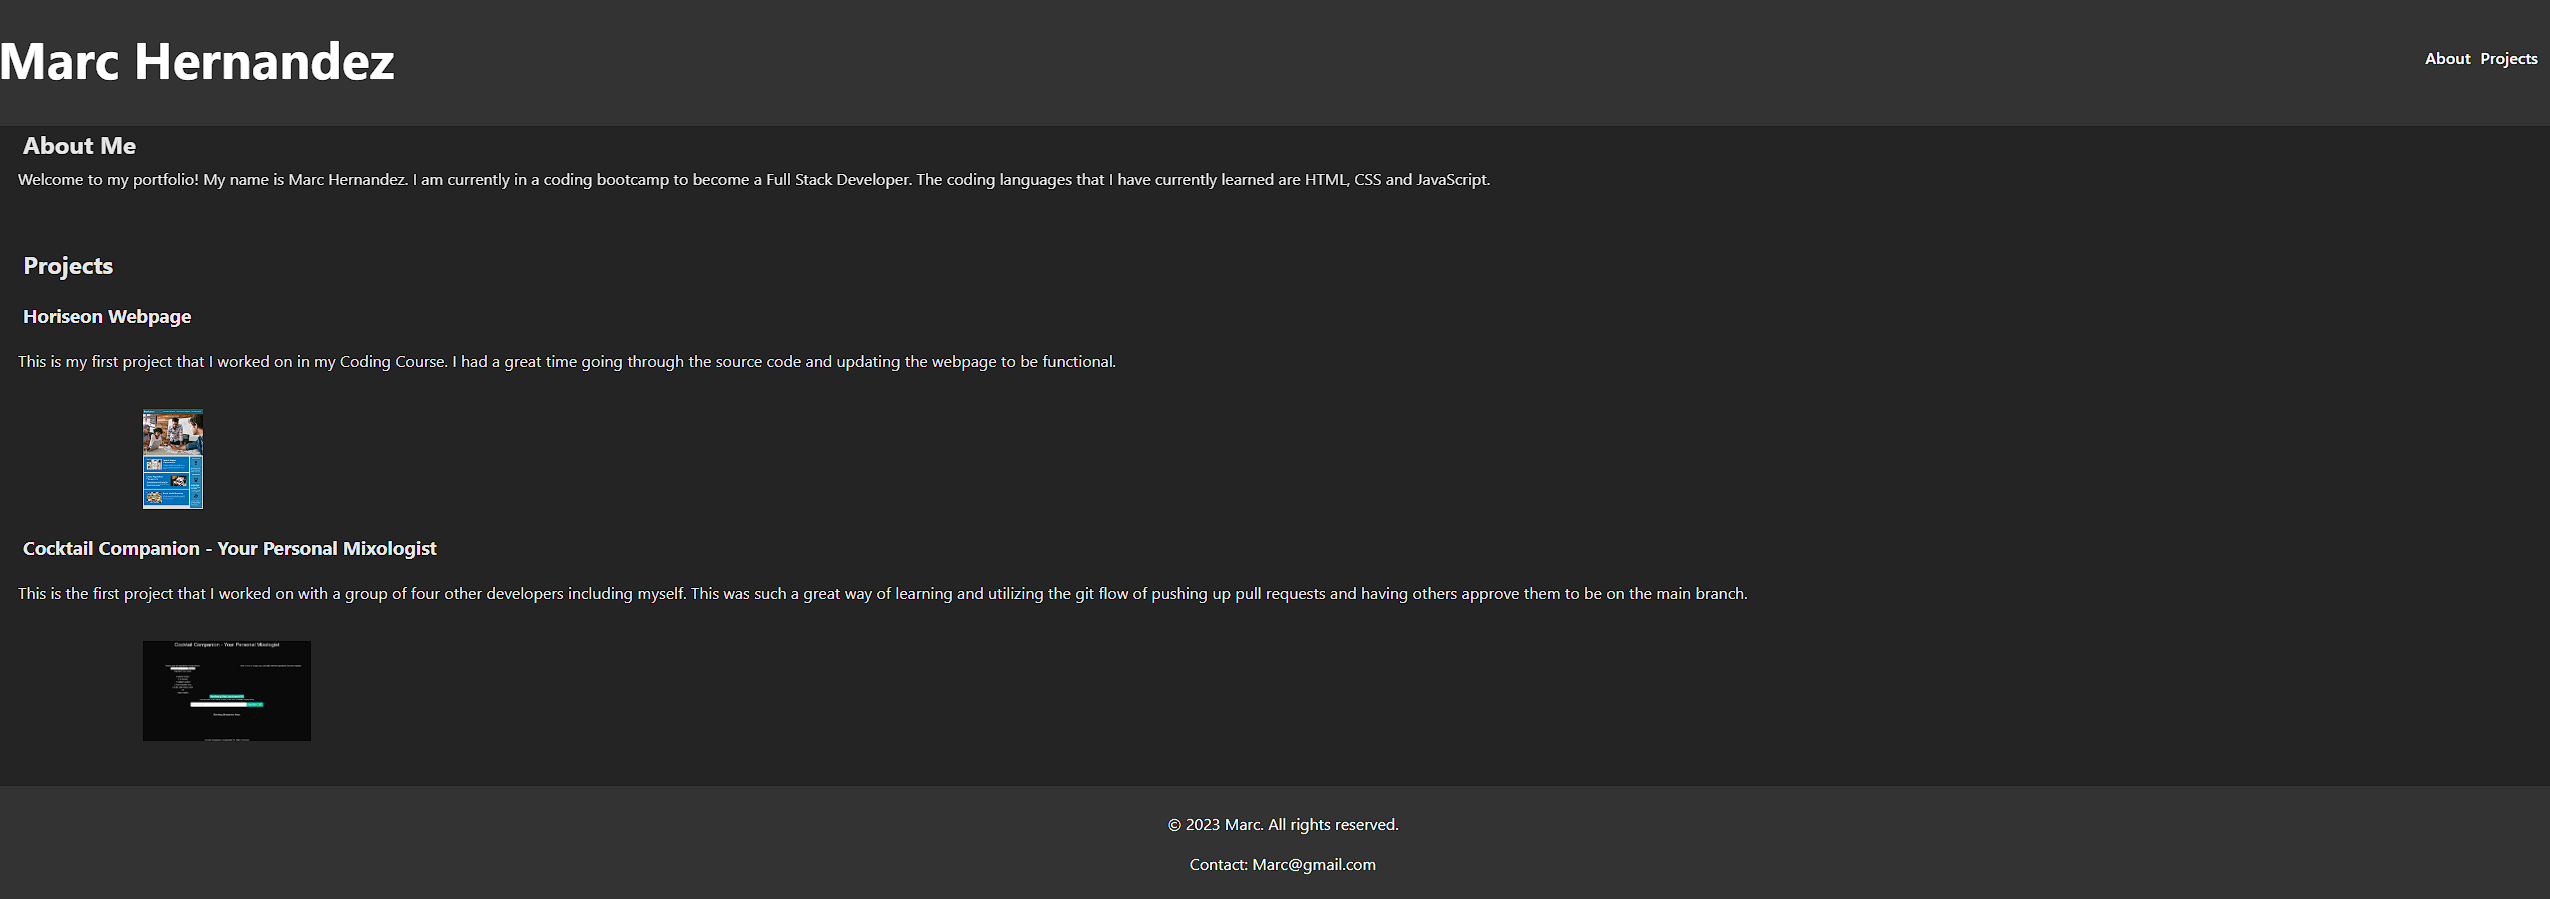 Marc Hernandez
About Projects
About Me
Welcome to my portfolio! My name is Marc Hernandez. I am currently in a coding bootcamp to become a Full Stack Developer. The coding languages that I have currently learned are HTML, CSS and JavaScript.
Projects
Horiseon Webpage
This is my first project that I worked on in my Coding Course. I had a great time going through the source code and updating the webpage to be functional.
Cocktail Companion - Your Personal Mixologist
This is the first project that I worked on with a group of four other developers including myself. This was such a great way of learning and utilizing the git flow of pushing up pull requests and having others approve them to be on the main branch.
Cocktail Companion - Your Personal Mixologist
© 2023 Marc. All rights reserved.
Contact: Marc@gmail.com